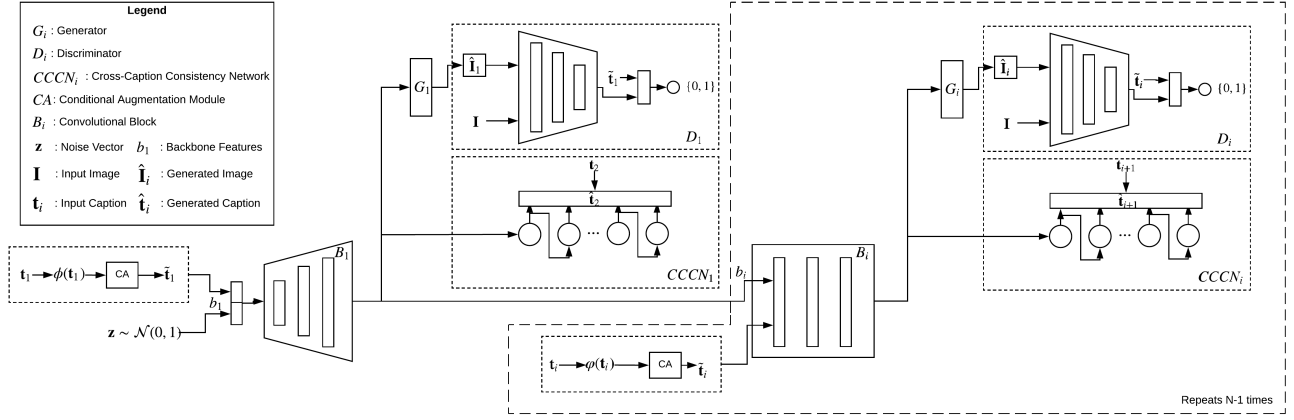 Legend
G_i : Generator
D_i : Discriminator
CCCN_i : Cross-Caption Consistency Network
CA : Conditional Augmentation Module
B_i : Convolutional Block
z : Noise Vector b_1 : Backbone Features
I : Input Image Î_i : Generated Image
t_i : Input Caption t̂_i : Generated Caption
t_1
ϕ(t_1)
CA
t̃_1
b_1
z ∼ 𝒩(0, 1)
B_1
G_1
Î_1
I
t̃_1
{0, 1}
D_1
t_2
t̂_2
...
CCCN_1
b_i
B_i
t_i
φ(t_i)
CA
t̃_i
G_i
Î_i
I
t̃_i
{0, 1}
D_i
t_{i+1}
t̂_{i+1}
...
CCCN_i
Repeats N-1 times